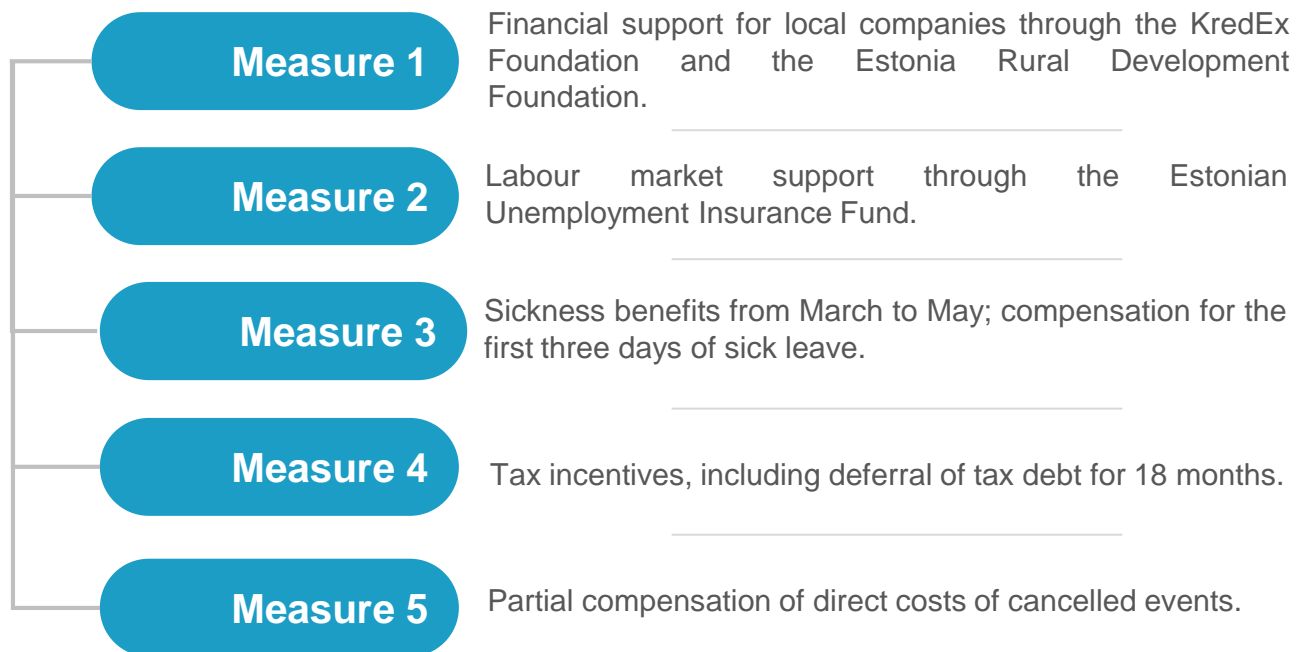 Measure 1
Financial support for local companies through the KredEx
Foundation and the Estonia Rural Development
Foundation.
Measure 2
Labour market support through the Estonian
Unemployment Insurance Fund.
Measure 3
Sickness benefits from March to May; compensation for the
first three days of sick leave.
Measure 4
Tax incentives, including deferral of tax debt for 18 months.
Measure 5
Partial compensation of direct costs of cancelled events.